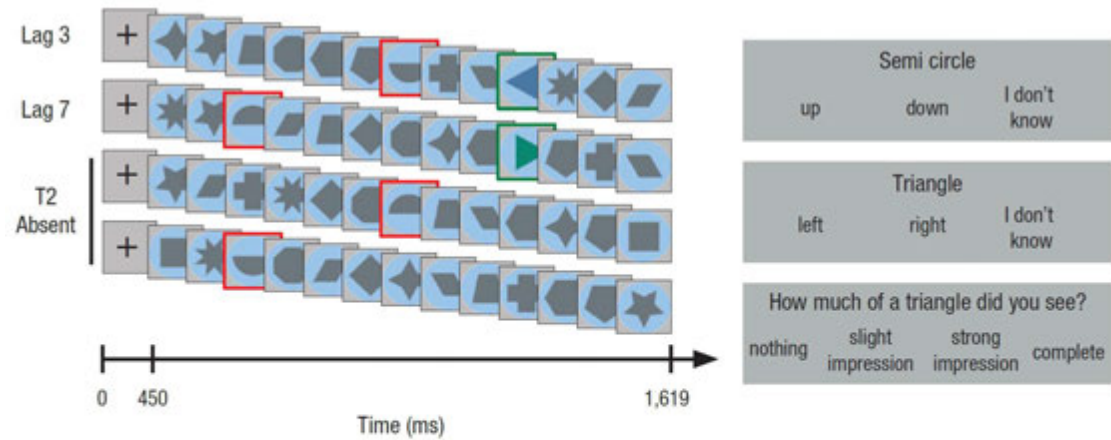 Lag 3
Lag 7
T2
Absent
0
450
1,619
Time (ms)
Semi circle
up
down
I don't
know
Triangle
left
right
I don't
know
How much of a triangle did you see?
nothing
slight
impression
strong
impression
complete